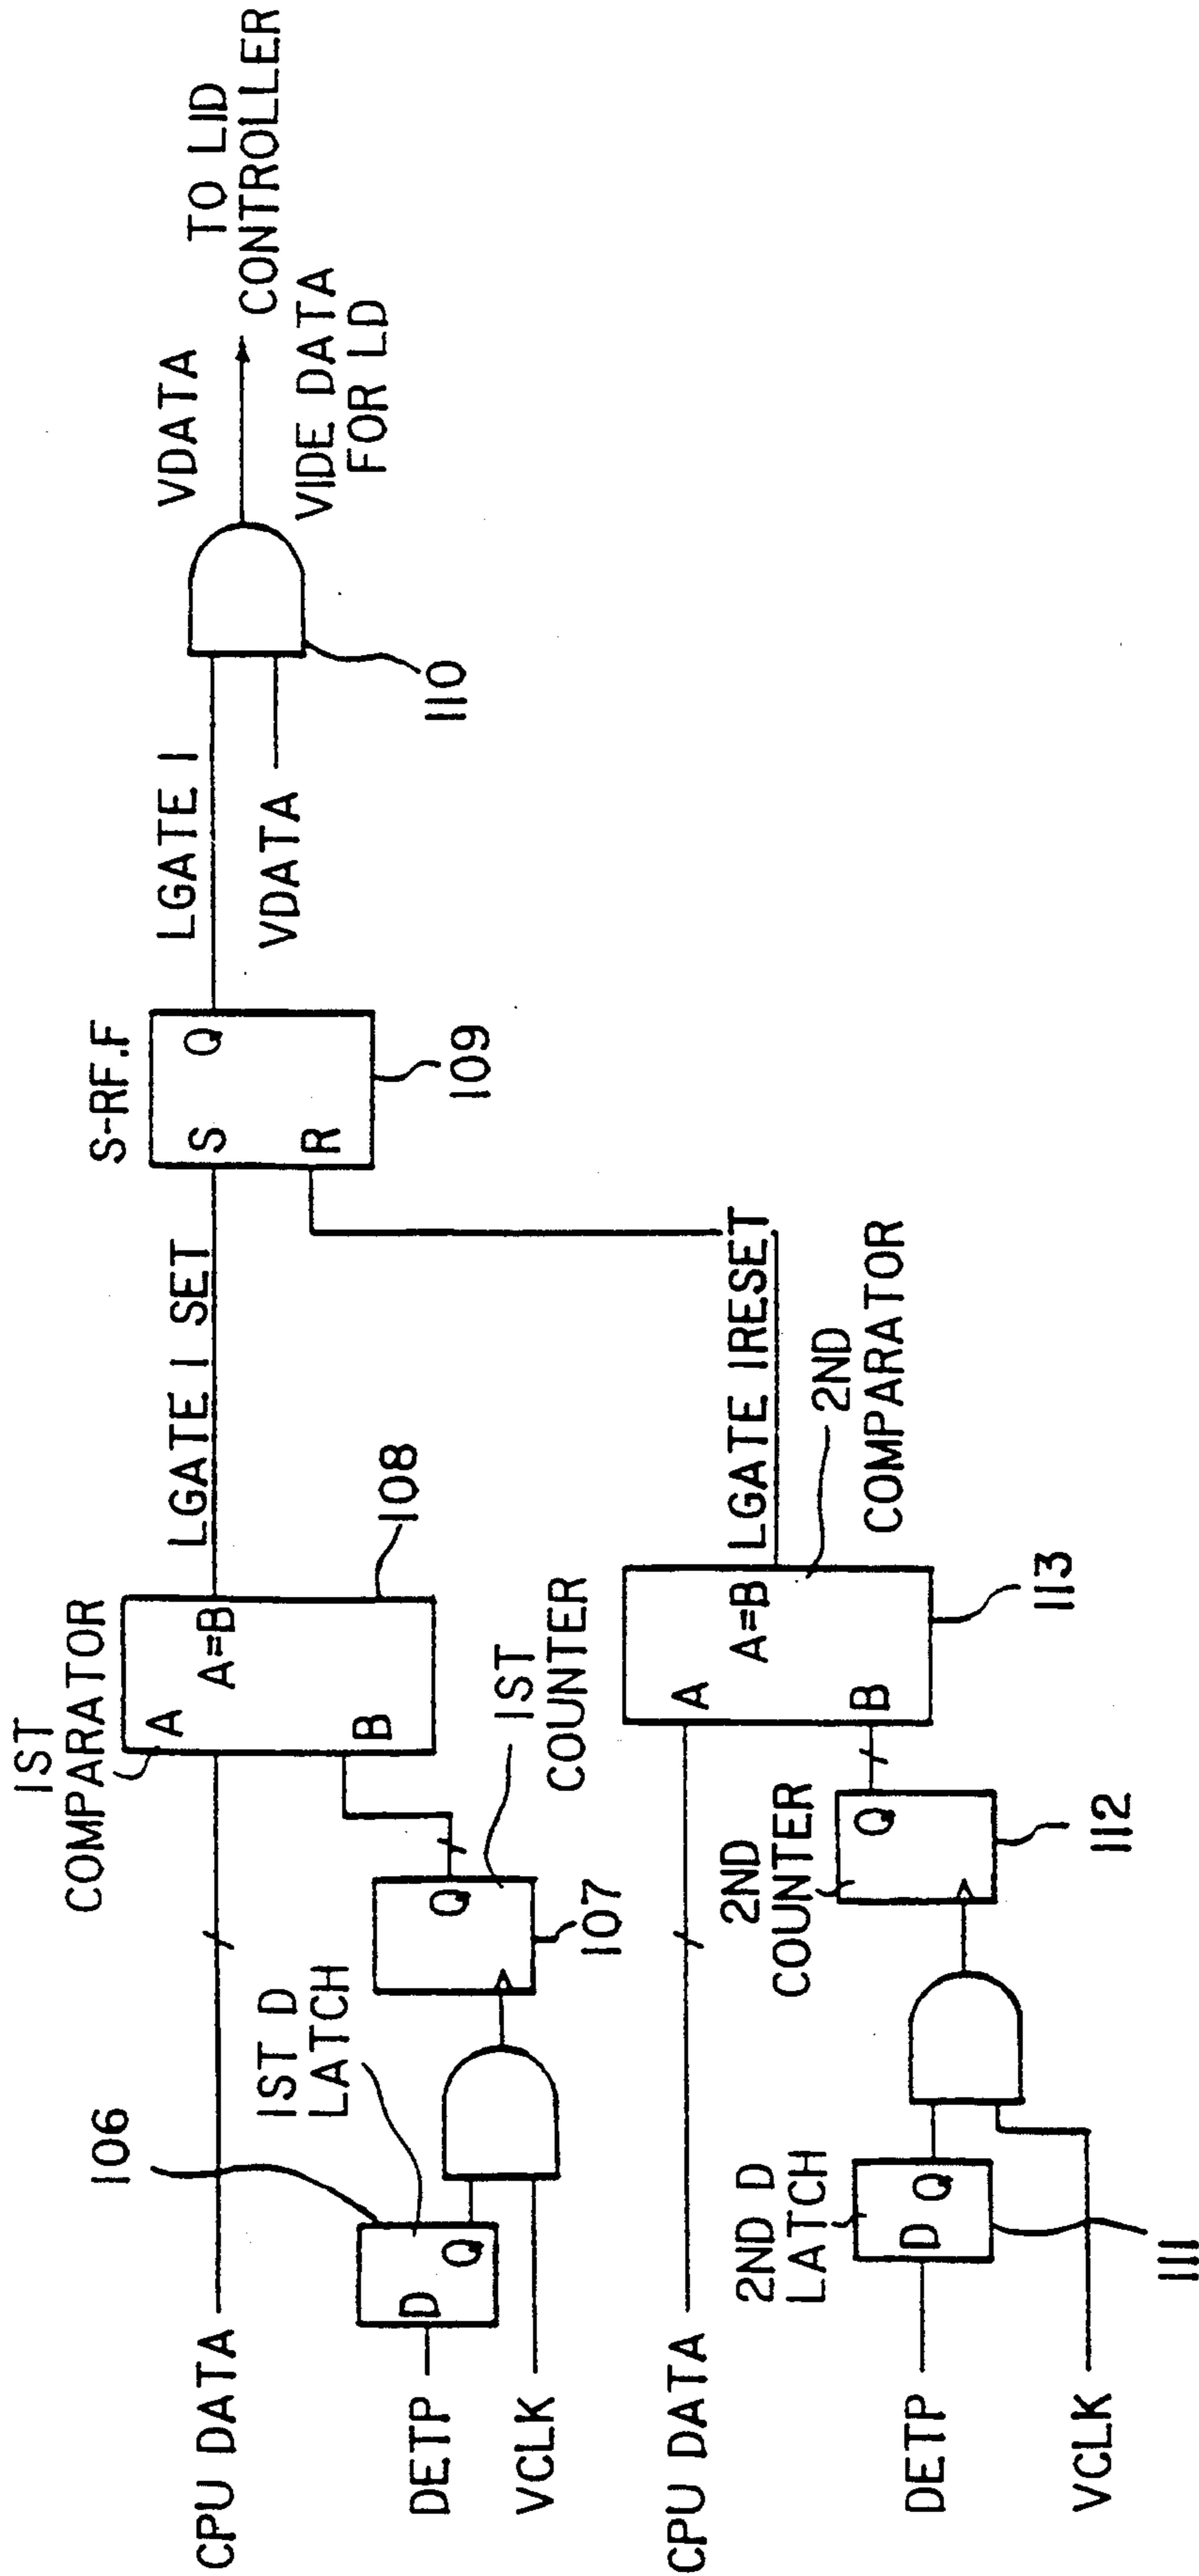 CPU DATA
DETP
VCLK
106
1ST D
LATCH
D
Q
1ST
COMPARATOR
A
A=B
B
108
Q
107
1ST
COUNTER
LGATE 1 SET
S-RF.F
S
Q
R
109
LGATE 1
VDATA
110
VDATA
TO LID
CONTROLLER
VIDE DATA
FOR LD
CPU DATA
DETP
VCLK
2ND D
LATCH
D
Q
111
2ND
COUNTER
Q
112
A
A=B
B
113
2ND
COMPARATOR
LGATE 1RESET